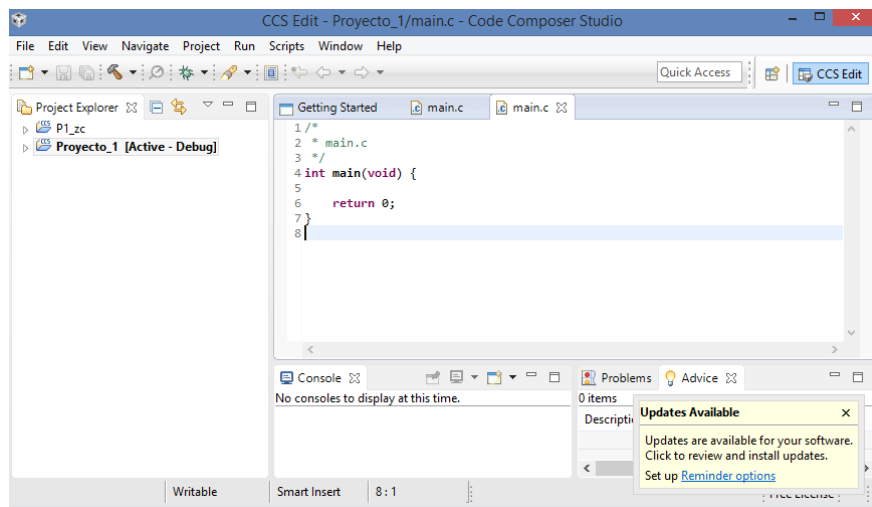 CCS Edit - Proyecto_1/main.c - Code Composer Studio
File Edit View Navigate Project Run Scripts Window Help
Quick Access
CCS Edit
Project Explorer
P1_zc
Proyecto_1 [Active - Debug]
Getting Started main.c main.c
1 /*
2 * main.c
3 */
4 int main(void) {
5
6 return 0;
7 }
8
Console
No consoles to display at this time.
Problems Advice
0 items
Updates Available
Updates are available for your software.
Click to review and install updates.
Set up Reminder options
Writable Smart Insert 8 : 1